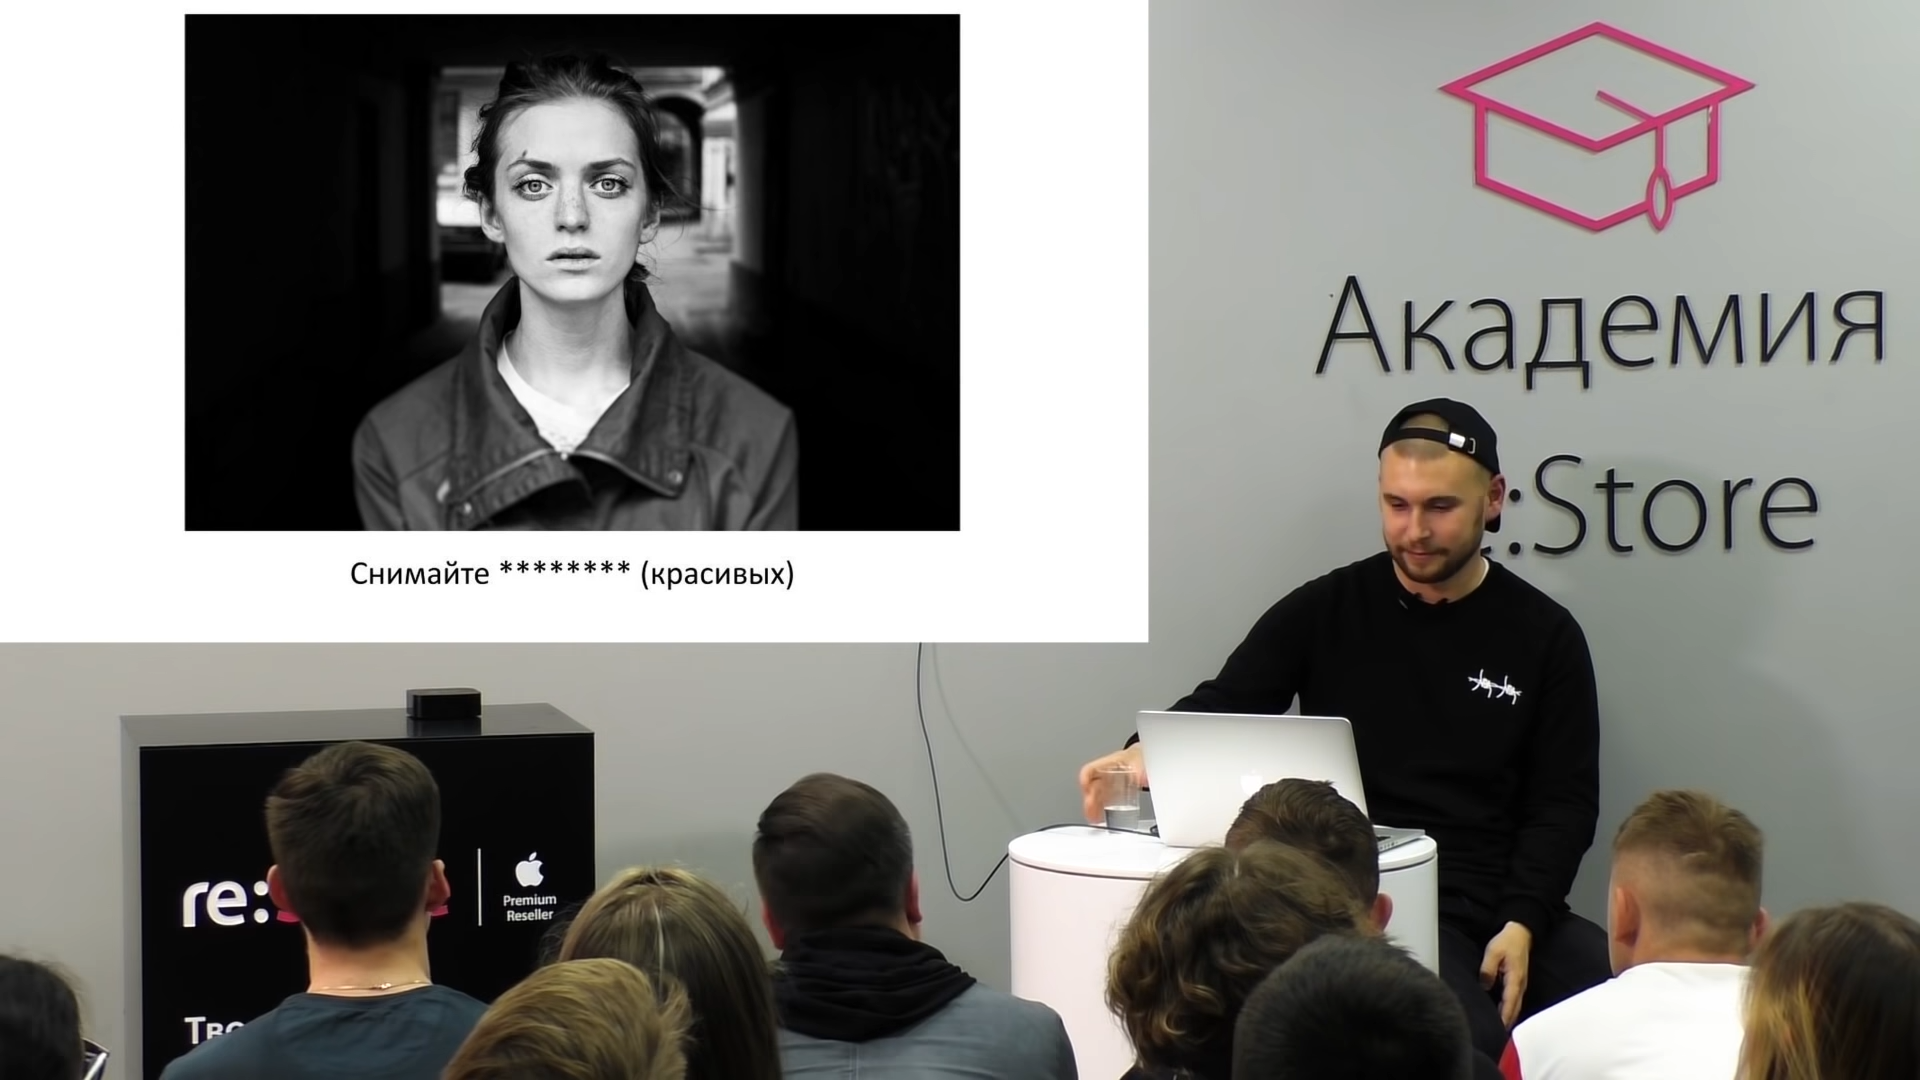 Снимайте ******** (красивых)
Академия
:Store
re:
Premium
Reseller